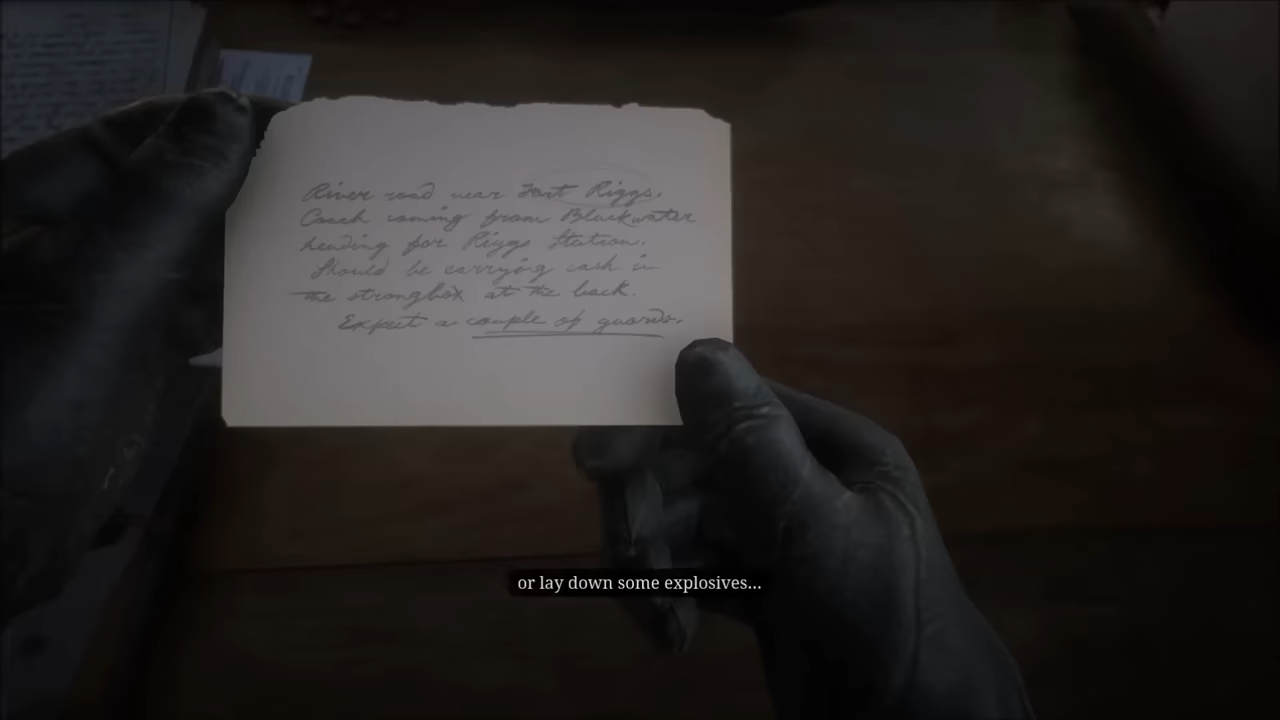 River road near Fort Riggs.
Coach coming from Blackwater
heading for Riggs Station.
Should be carrying cash in
the strongbox at the back.
Expect a couple of guards.
or lay down some explosives...